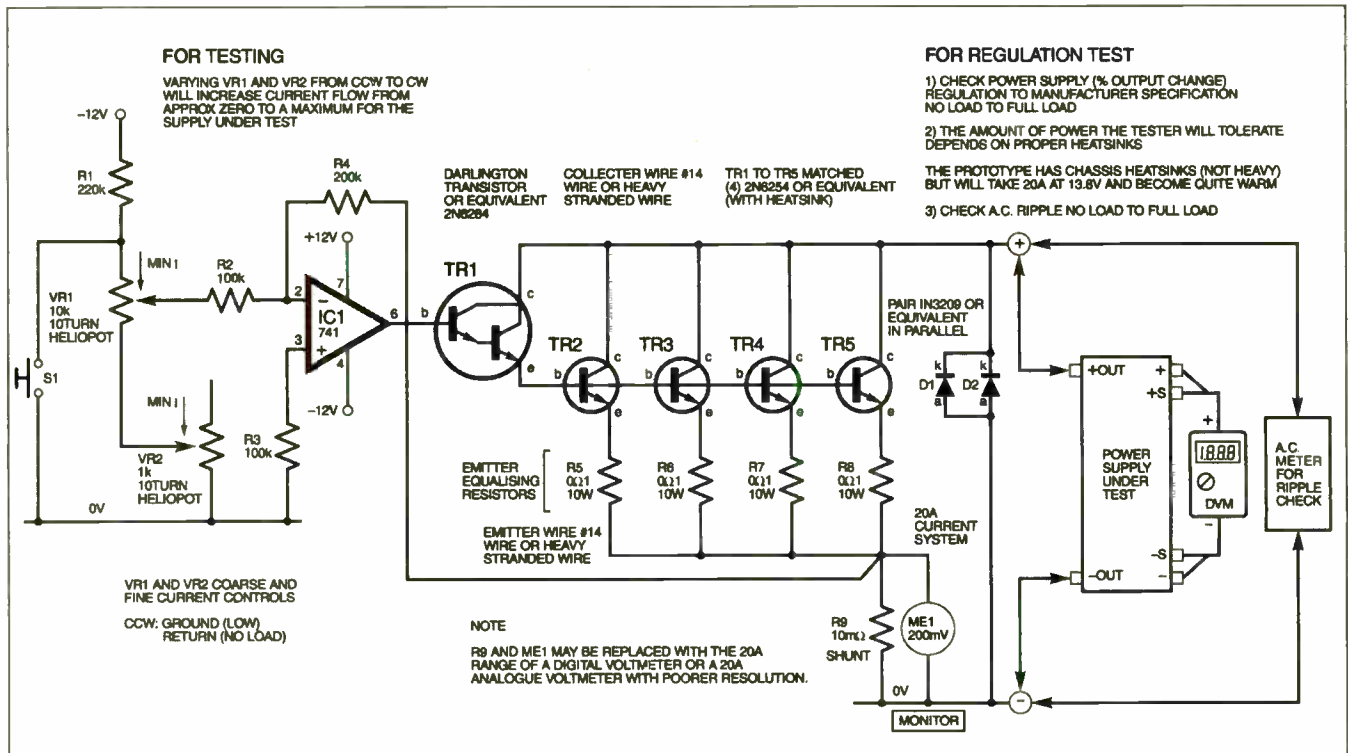 FOR TESTING
VARYING VR1 AND VR2 FROM CCW TO CW
WILL INCREASE CURRENT FLOW FROM
APPROX ZERO TO A MAXIMUM FOR THE
SUPPLY UNDER TEST
FOR REGULATION TEST
1) CHECK POWER SUPPLY (% OUTPUT CHANGE)
REGULATION TO MANUFACTURER SPECIFICATION
NO LOAD TO FULL LOAD
2) THE AMOUNT OF POWER THE TESTER WILL TOLERATE
DEPENDS ON PROPER HEATSINKS
THE PROTOTYPE HAS CHASSIS HEATSINKS (NOT HEAVY)
BUT WILL TAKE 20A AT 13.8V AND BECOME QUITE WARM
3) CHECK A.C. RIPPLE NO LOAD TO FULL LOAD
-12V
R1
220k
R4
200k
DARLINGTON
TRANSISTOR
OR EQUIVALENT
2N6284
COLLECTER WIRE #14
WIRE OR HEAVY
STRANDED WIRE
TR1 TO TR5 MATCHED
(4) 2N6254 OR EQUIVALENT
(WITH HEATSINK)
+12V
MIN I
R2
100k
VR1
10k
10TURN
HELIOPOT
2
7
6
3
4
−
+
IC1
741
-12V
TR1
b
c
e
TR2
b
c
e
TR3
b
c
e
TR4
b
c
e
TR5
b
c
e
PAIR IN3209 OR
EQUIVALENT
IN PARALLEL
k
D1
a
k
D2
a
+
+OUT
+
+S
POWER
SUPPLY
UNDER
TEST
-S
-
-OUT
+
1.8.8.8
DVM
−
A.C.
METER
FOR
RIPPLE
CHECK
S1
MIN I
VR2
1k
10TURN
HELIOPOT
R3
100k
0V
EMITTER
EQUALISING
RESISTORS
R5
0Ω1
10W
R6
0Ω1
10W
R7
0Ω1
10W
R8
0Ω1
10W
EMITTER WIRE #14
WIRE OR HEAVY
STRANDED WIRE
20A
CURRENT
SYSTEM
VR1 AND VR2 COARSE AND
FINE CURRENT CONTROLS
CCW: GROUND (LOW)
RETURN (NO LOAD)
NOTE
R9 AND ME1 MAY BE REPLACED WITH THE 20A
RANGE OF A DIGITAL VOLTMETER OR A 20A
ANALOGUE VOLTMETER WITH POORER RESOLUTION.
R9
10mΩ
SHUNT
ME1
200mV
0V
−
MONITOR